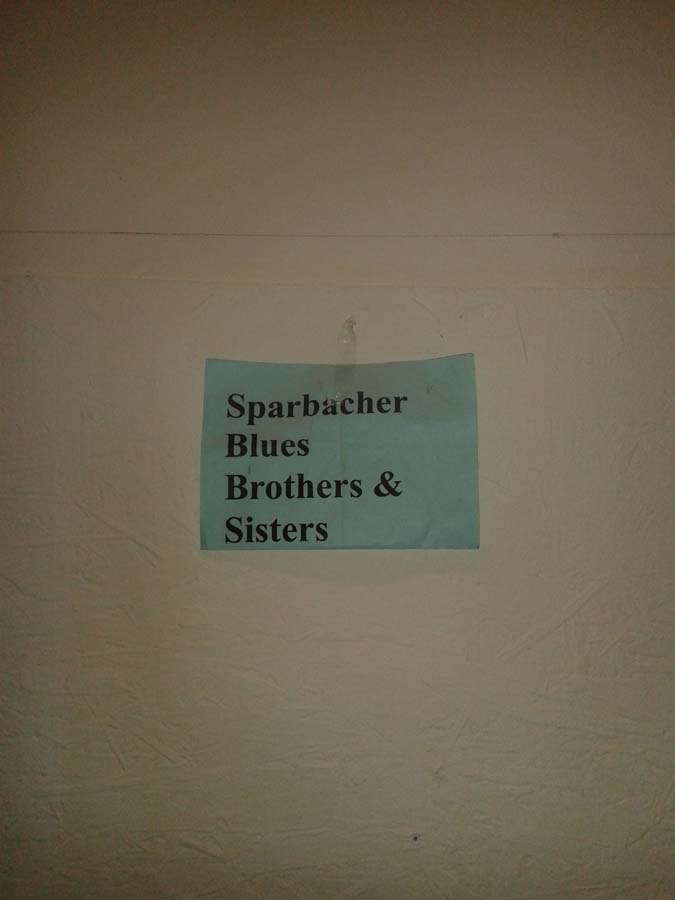 Sparbacher
Blues
Brothers &
Sisters